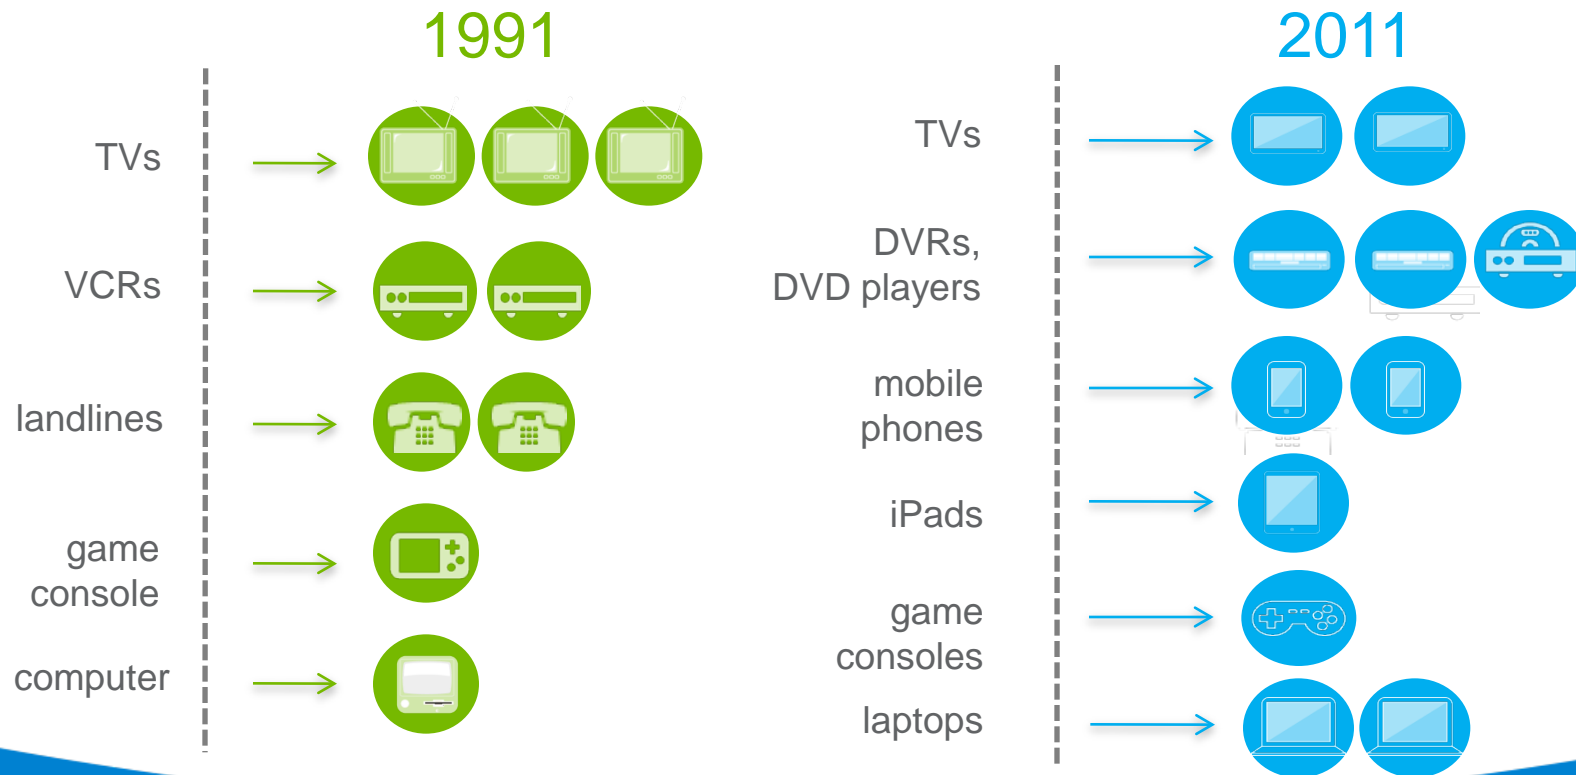 1991
TVs
VCRs
landlines
game
console
computer
2011
TVs
DVRs,
DVD players
mobile
phones
iPads
game
consoles
laptops